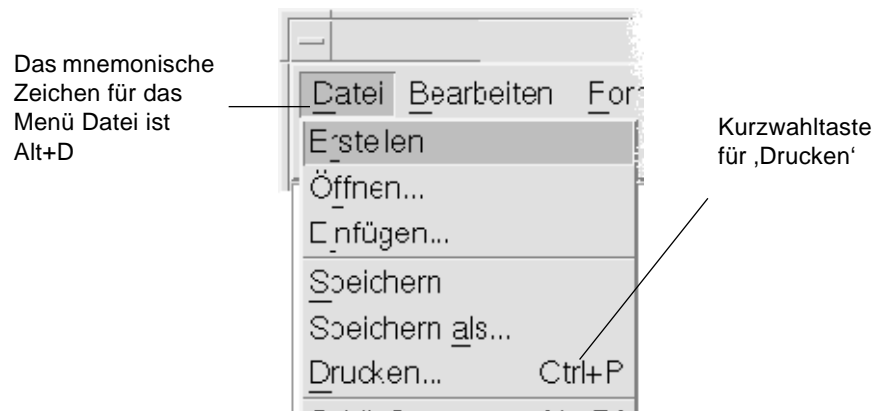 Das mnemonische
Zeichen für das
Menü Datei ist
Alt+D
Datei Bearbeiten
Erstellen
Öffnen...
Einfügen...
Speichern
Speichern als...
Drucken... Ctrl+P
Kurzwahltaste
für ‚Drucken‘